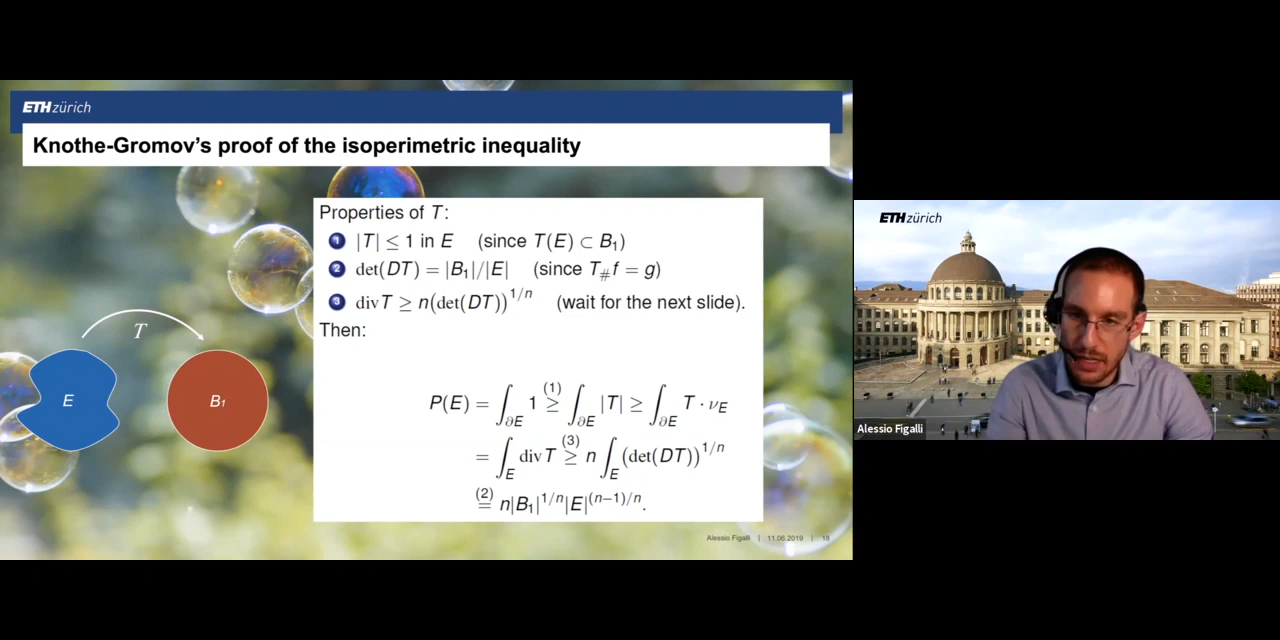 ETH zürich
Knothe-Gromov's proof of the isoperimetric inequality
Properties of T:
1 |T| ≤ 1 in E (since T(E) ⊂ B₁)
2 det(DT) = |B₁|/|E| (since T_# f = g)
3 div T ≥ n(det(DT))^{1/n} (wait for the next slide).
Then:
P(E) = ∫_{∂E} 1 ≥^{(1)} ∫_{∂E} |T| ≥ ∫_{∂E} T · ν_E
= ∫_E div T ≥^{(3)} n ∫_E (det(DT))^{1/n}
=^{(2)} n|B₁|^{1/n}|E|^{(n−1)/n}.
T
E
B₁
Alessio Figalli | 11.06.2019 | 18
ETH zürich
Alessio Figalli